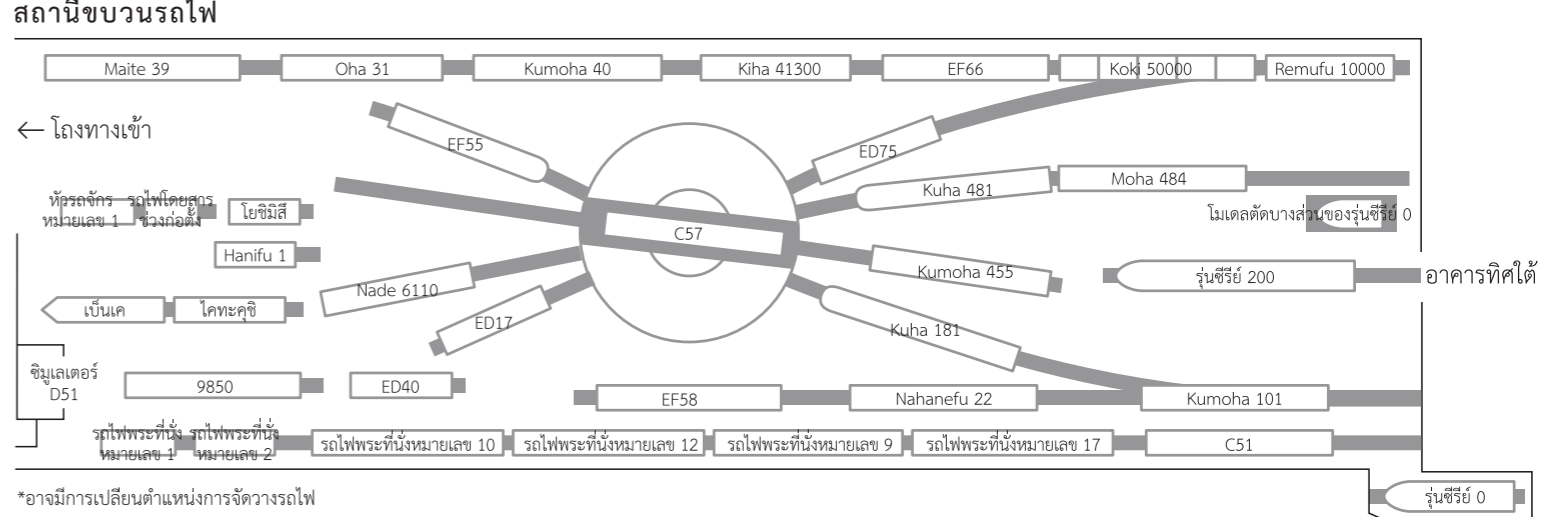 สถานีขบวนรถไฟ
Maite 39
Oha 31
Kumoha 40
Kiha 41300
EF66
Koki 50000
Remufu 10000
← โถงทางเข้า
EF55
ED75
Kuha 481
Moha 484
หัวรถจักร
หมายเลข 1
รถไฟโดยสาร
ช่วงก่อตั้ง
โยชิมิสึ
โมเดลตัดบางส่วนของรุ่นซีรีย์ 0
C57
Hanifu 1
Kumoha 455
รุ่นซีรีย์ 200
อาคารทิศใต้
Nade 6110
เบ็นเค
ไคทะคุชิ
ED17
Kuha 181
ซิมูเลเตอร์
D51
9850
ED40
EF58
Nahanefu 22
Kumoha 101
รถไฟพระที่นั่ง
หมายเลข 1
รถไฟพระที่นั่ง
หมายเลข 2
รถไฟพระที่นั่งหมายเลข 10
รถไฟพระที่นั่งหมายเลข 12
รถไฟพระที่นั่งหมายเลข 9
รถไฟพระที่นั่งหมายเลข 17
C51
*อาจมีการเปลี่ยนตำแหน่งการจัดวางรถไฟ
รุ่นซีรีย์ 0